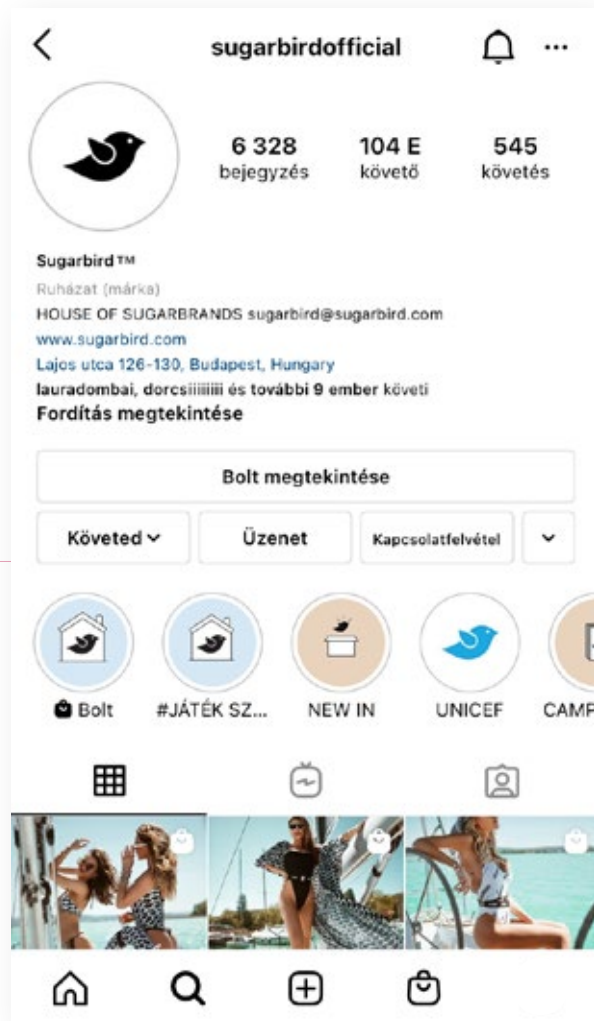 sugarbirdofficial
6 328 104 E 545
bejegyzés követő követés
Sugarbird™
Ruházat (márka)
HOUSE OF SUGARBRANDS sugarbird@sugarbird.com
www.sugarbird.com
Lajos utca 126-130, Budapest, Hungary
lauradombai, dorcsiiiiiiiii és további 9 ember követi
Fordítás megtekintése
Bolt megtekintése
Követed Üzenet Kapcsolatfelvétel
Bolt #JÁTÉK SZ... NEW IN UNICEF CAMP